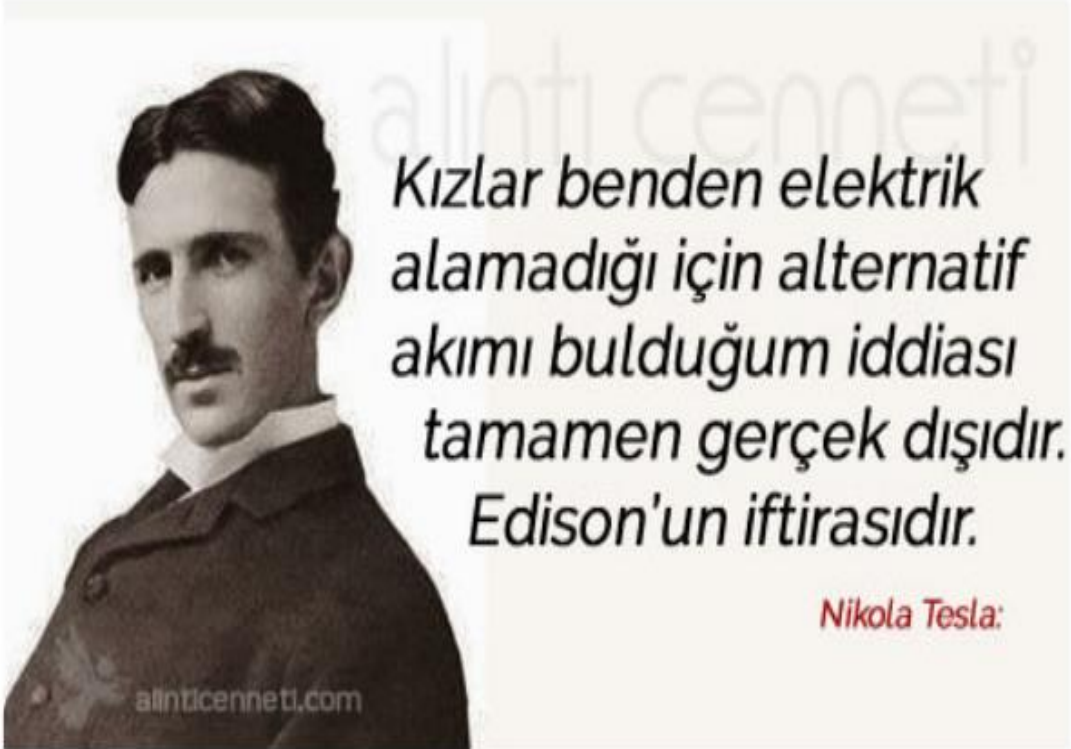 alıntı cenneti
Kızlar benden elektrik
alamadığı için alternatif
akımı bulduğum iddiası
tamamen gerçek dışıdır.
Edison'un iftirasıdır.
Nikola Tesla:
alinticenneti.com